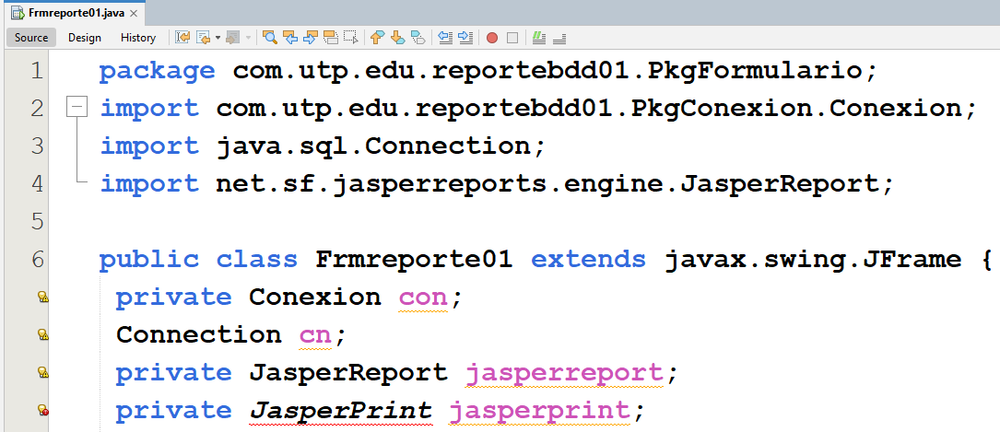 Frmreporte01.java
Source Design History
1 package com.utp.edu.reportebdd01.PkgFormulario;
2 import com.utp.edu.reportebdd01.PkgConexion.Conexion;
3 import java.sql.Connection;
4 import net.sf.jasperreports.engine.JasperReport;
5
6 public class Frmreporte01 extends javax.swing.JFrame {
private Conexion con;
Connection cn;
private JasperReport jasperreport;
private JasperPrint jasperprint;